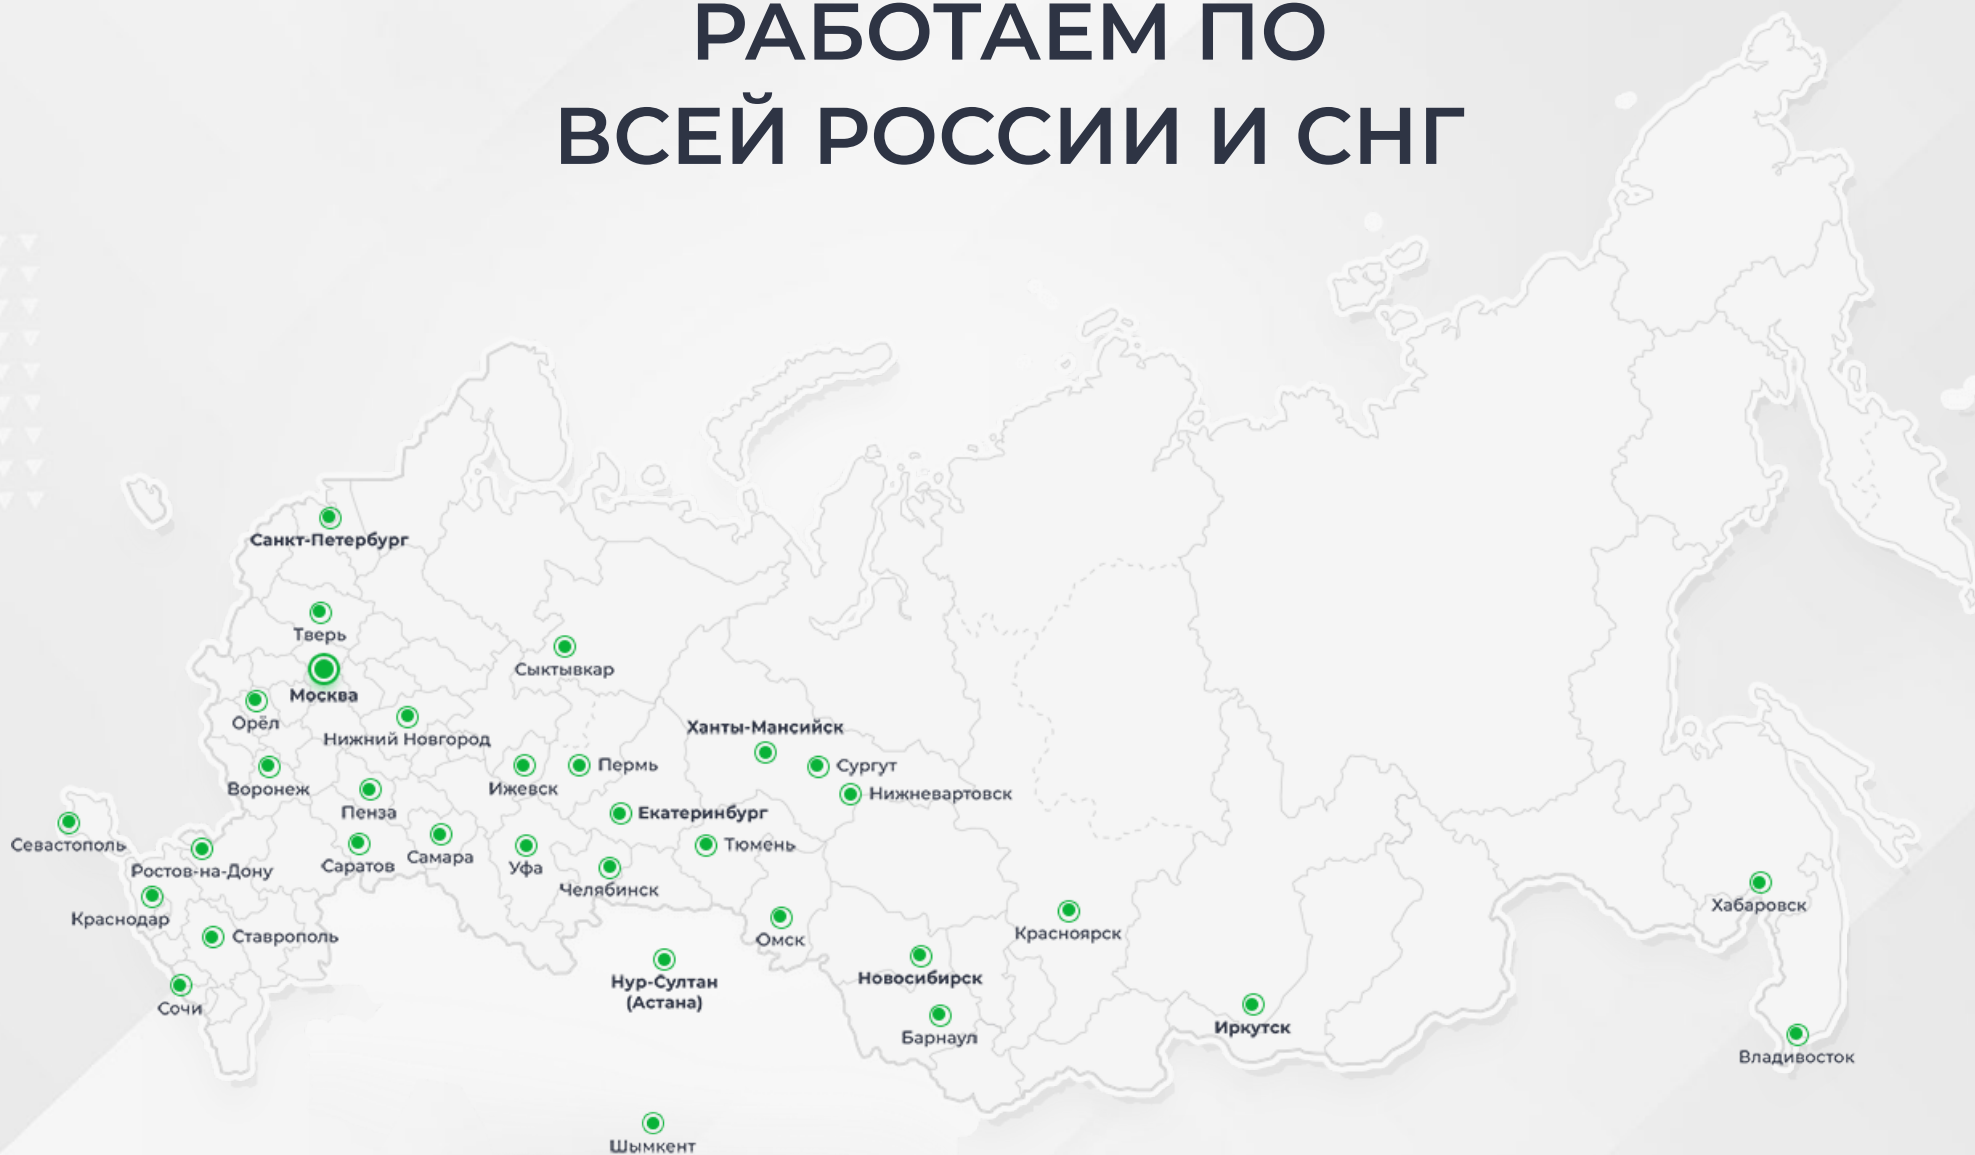 РАБОТАЕМ ПО
ВСЕЙ РОССИИ И СНГ
Санкт-Петербург
Тверь
Сыктывкар
Москва
Орёл
Ханты-Мансийск
Нижний Новгород
Пермь
Сургут
Воронеж
Ижевск
Нижневартовск
Пенза
Екатеринбург
Севастополь
Тюмень
Саратов
Самара
Уфа
Ростов-на-Дону
Челябинск
Хабаровск
Краснодар
Красноярск
Ставрополь
Омск
Новосибирск
Нур-Султан
(Астана)
Сочи
Иркутск
Барнаул
Владивосток
Шымкент